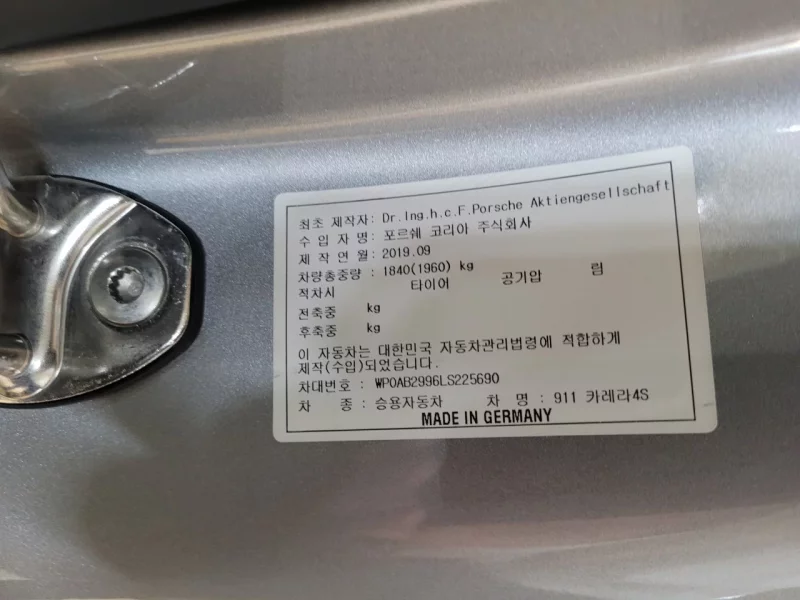 최초 제작자: Dr.Ing.h.c.F.Porsche Aktiengesellschaft
수 입 자 명: 포르쉐 코리아 주식회사
제 작 연 월: 2019.09
차량총중량 : 1840(1960) kg
적차시 타이어 공기압 림
전축중 kg
후축중 kg
이 자동차는 대한민국 자동차관리법령에 적합하게
제작(수입)되었습니다.
차대번호 : WP0AB2996LS225690
차 종 : 승용자동차 차 명 : 911 카레라4S
MADE IN GERMANY